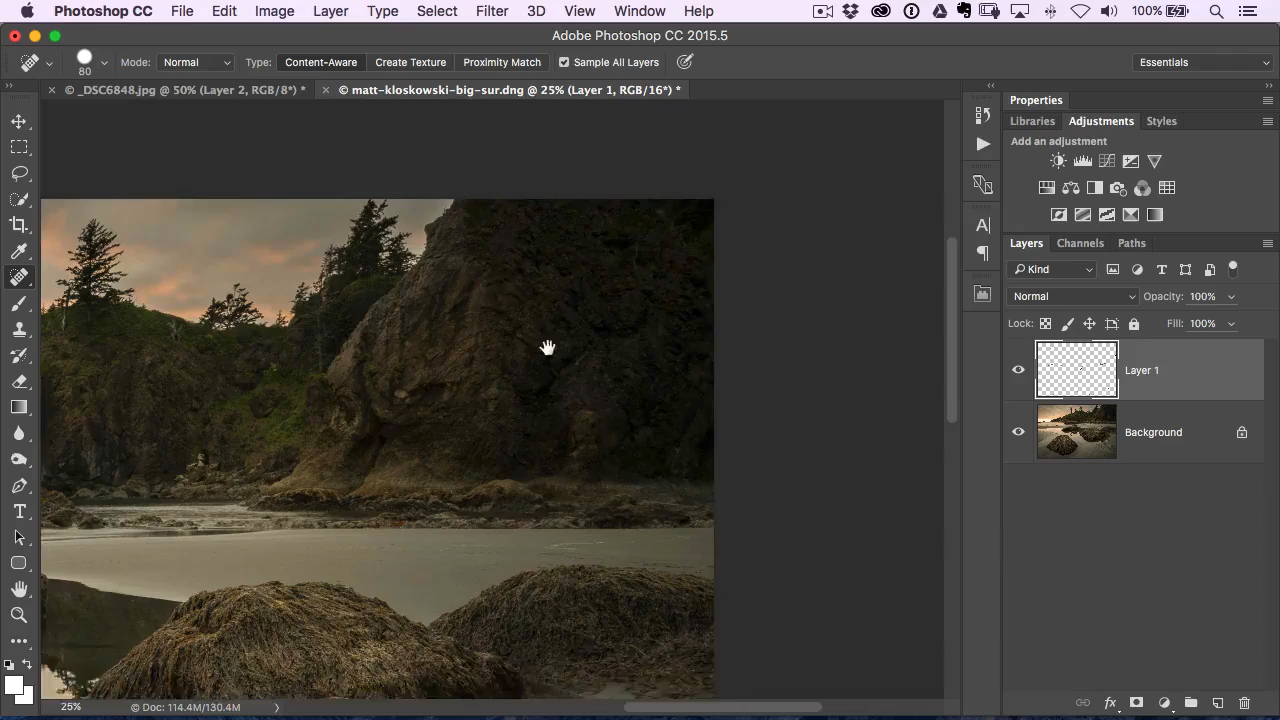 Photoshop CC File Edit Image Layer Type Select Filter 3D View Window Help 100%
Adobe Photoshop CC 2015.5
80 Mode: Normal Type: Content-Aware Create Texture Proximity Match Sample All Layers Essentials
© _DSC6848.jpg @ 50% (Layer 2, RGB/8*) * © matt-kloskowski-big-sur.dng @ 25% (Layer 1, RGB/16*) *
Properties
Libraries Adjustments Styles
Add an adjustment
Layers Channels Paths
Kind
Normal Opacity: 100%
Lock: Fill: 100%
Layer 1
Background
25% © Doc: 114.4M/130.4M